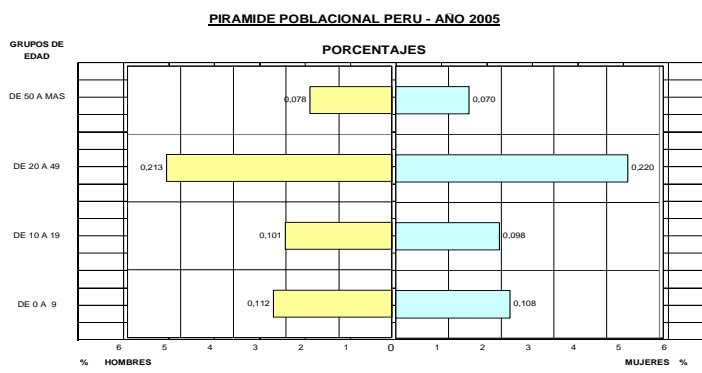 PIRAMIDE POBLACIONAL PERU - AÑO 2005
GRUPOS DE
EDAD
PORCENTAJES
DE 50 A MAS
0,078
0,070
DE 20 A 49
0,213
0,220
DE 10 A 19
0,101
0,098
DE 0 A 9
0,112
0,108
6 5 4 3 2 1 0 1 2 3 4 5 6
% HOMBRES MUJERES %